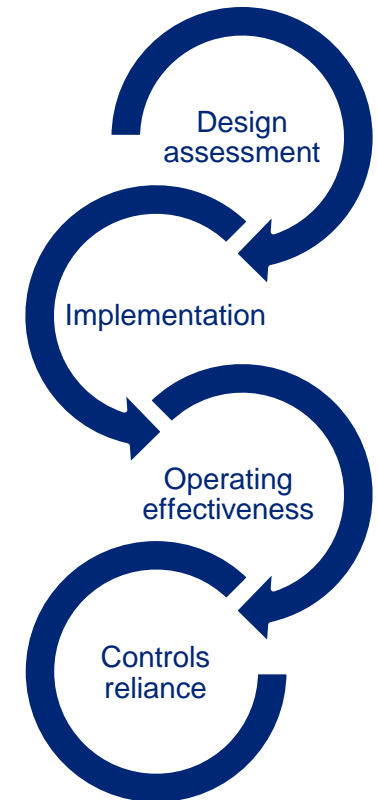 Design
assessment
Implementation
Operating
effectiveness
Controls
reliance